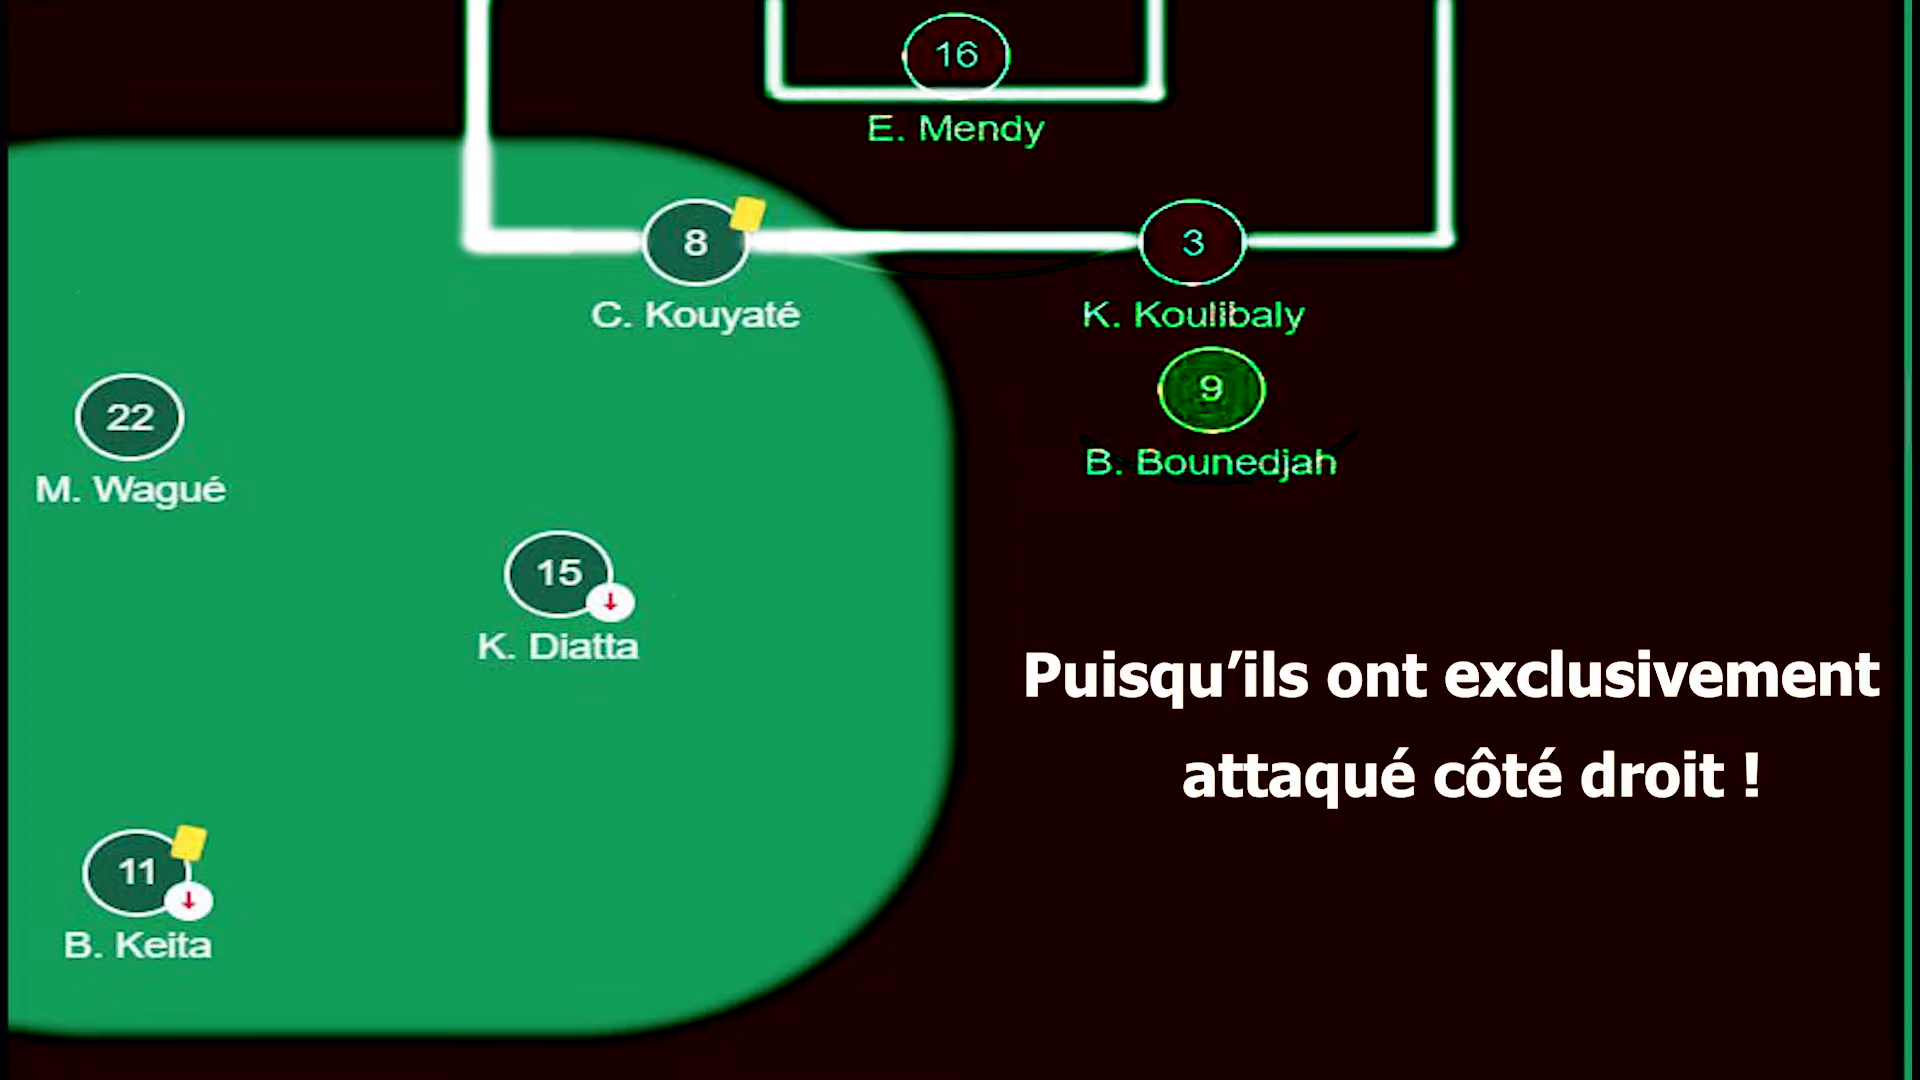 16
E. Mendy
8
C. Kouyaté
3
K. Koulibaly
9
B. Bounedjah
22
M. Wagué
15
K. Diatta
Puisqu’ils ont exclusivement
attaqué côté droit !
11
B. Keita